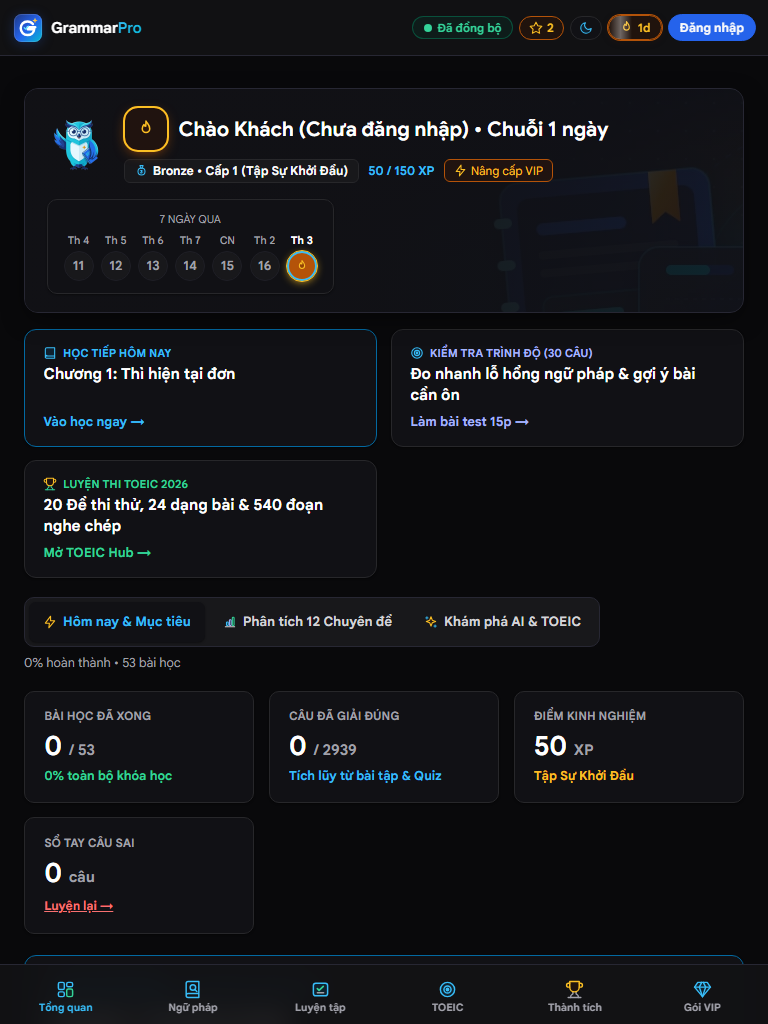 GrammarPro
Đã đồng bộ
2
1d
Đăng nhập
Chào Khách (Chưa đăng nhập) • Chuỗi 1 ngày
Bronze • Cấp 1 (Tập Sự Khởi Đầu)
50 / 150 XP
Nâng cấp VIP
7 NGÀY QUA
Th 4 Th 5 Th 6 Th 7 CN Th 2 Th 3
11 12 13 14 15 16
HỌC TIẾP HÔM NAY
Chương 1: Thì hiện tại đơn
Vào học ngay →
KIỂM TRA TRÌNH ĐỘ (30 CÂU)
Đo nhanh lỗ hổng ngữ pháp & gợi ý bài
cần ôn
Làm bài test 15p →
LUYỆN THI TOEIC 2026
20 Đề thi thử, 24 dạng bài & 540 đoạn
nghe chép
Mở TOEIC Hub →
Hôm nay & Mục tiêu
Phân tích 12 Chuyên đề
Khám phá AI & TOEIC
0% hoàn thành • 53 bài học
BÀI HỌC ĐÃ XONG
0 / 53
0% toàn bộ khóa học
CÂU ĐÃ GIẢI ĐÚNG
0 / 2939
Tích lũy từ bài tập & Quiz
ĐIỂM KINH NGHIỆM
50 XP
Tập Sự Khởi Đầu
SỔ TAY CÂU SAI
0 câu
Luyện lại →
Tổng quan
Ngữ pháp
Luyện tập
TOEIC
Thành tích
Gói VIP